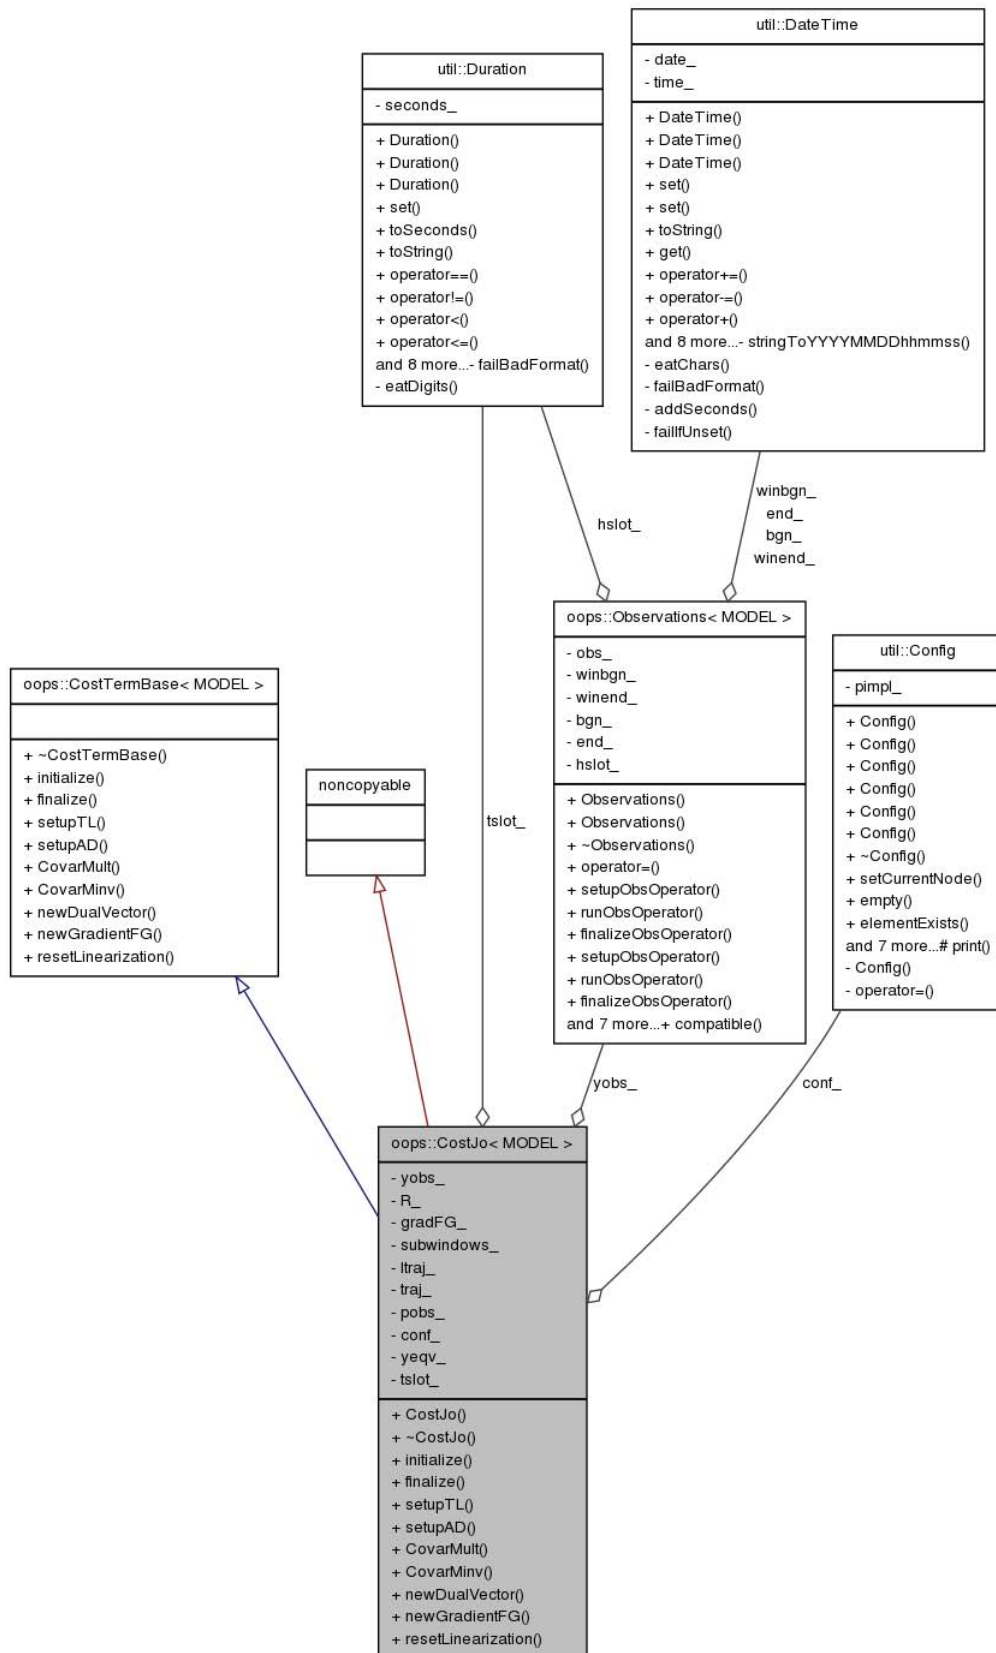 util::DateTime
- date_
- time_
+ DateTime()
+ DateTime()
+ DateTime()
+ set()
+ set()
+ toString()
+ get()
+ operator+=()
+ operator-=()
+ operator+()
and 8 more...- stringToYYYYMMDDhhmmss()
- eatChars()
- failBadFormat()
- addSeconds()
- failIfUnset()
util::Duration
- seconds_
+ Duration()
+ Duration()
+ Duration()
+ set()
+ toSeconds()
+ toString()
+ operator==()
+ operator!=()
+ operator<()
+ operator<=()
and 8 more...- failBadFormat()
- eatDigits()
winbgn_
end_
bgn_
winend_
hslot_
oops::Observations< MODEL >
- obs_
- winbgn_
- winend_
- bgn_
- end_
- hslot_
+ Observations()
+ Observations()
+ ~Observations()
+ operator=()
+ setupObsOperator()
+ runObsOperator()
+ finalizeObsOperator()
+ setupObsOperator()
+ runObsOperator()
+ finalizeObsOperator()
and 7 more...+ compatible()
util::Config
- pimpl_
+ Config()
+ Config()
+ Config()
+ Config()
+ Config()
+ Config()
+ ~Config()
+ setCurrentNode()
+ empty()
+ elementExists()
and 7 more...# print()
- Config()
- operator=()
oops::CostTermBase< MODEL >
+ ~CostTermBase()
+ initialize()
+ finalize()
+ setupTL()
+ setupAD()
+ CovarMult()
+ CovarMinv()
+ newDualVector()
+ newGradientFG()
+ resetLinearization()
noncopyable
tslot_
yobs_
conf_
oops::CostJo< MODEL >
- yobs_
- R_
- gradFG_
- subwindows_
- ltraj_
- traj_
- pobs_
- conf_
- yeqv_
- tslot_
+ CostJo()
+ ~CostJo()
+ initialize()
+ finalize()
+ setupTL()
+ setupAD()
+ CovarMult()
+ CovarMinv()
+ newDualVector()
+ newGradientFG()
+ resetLinearization()